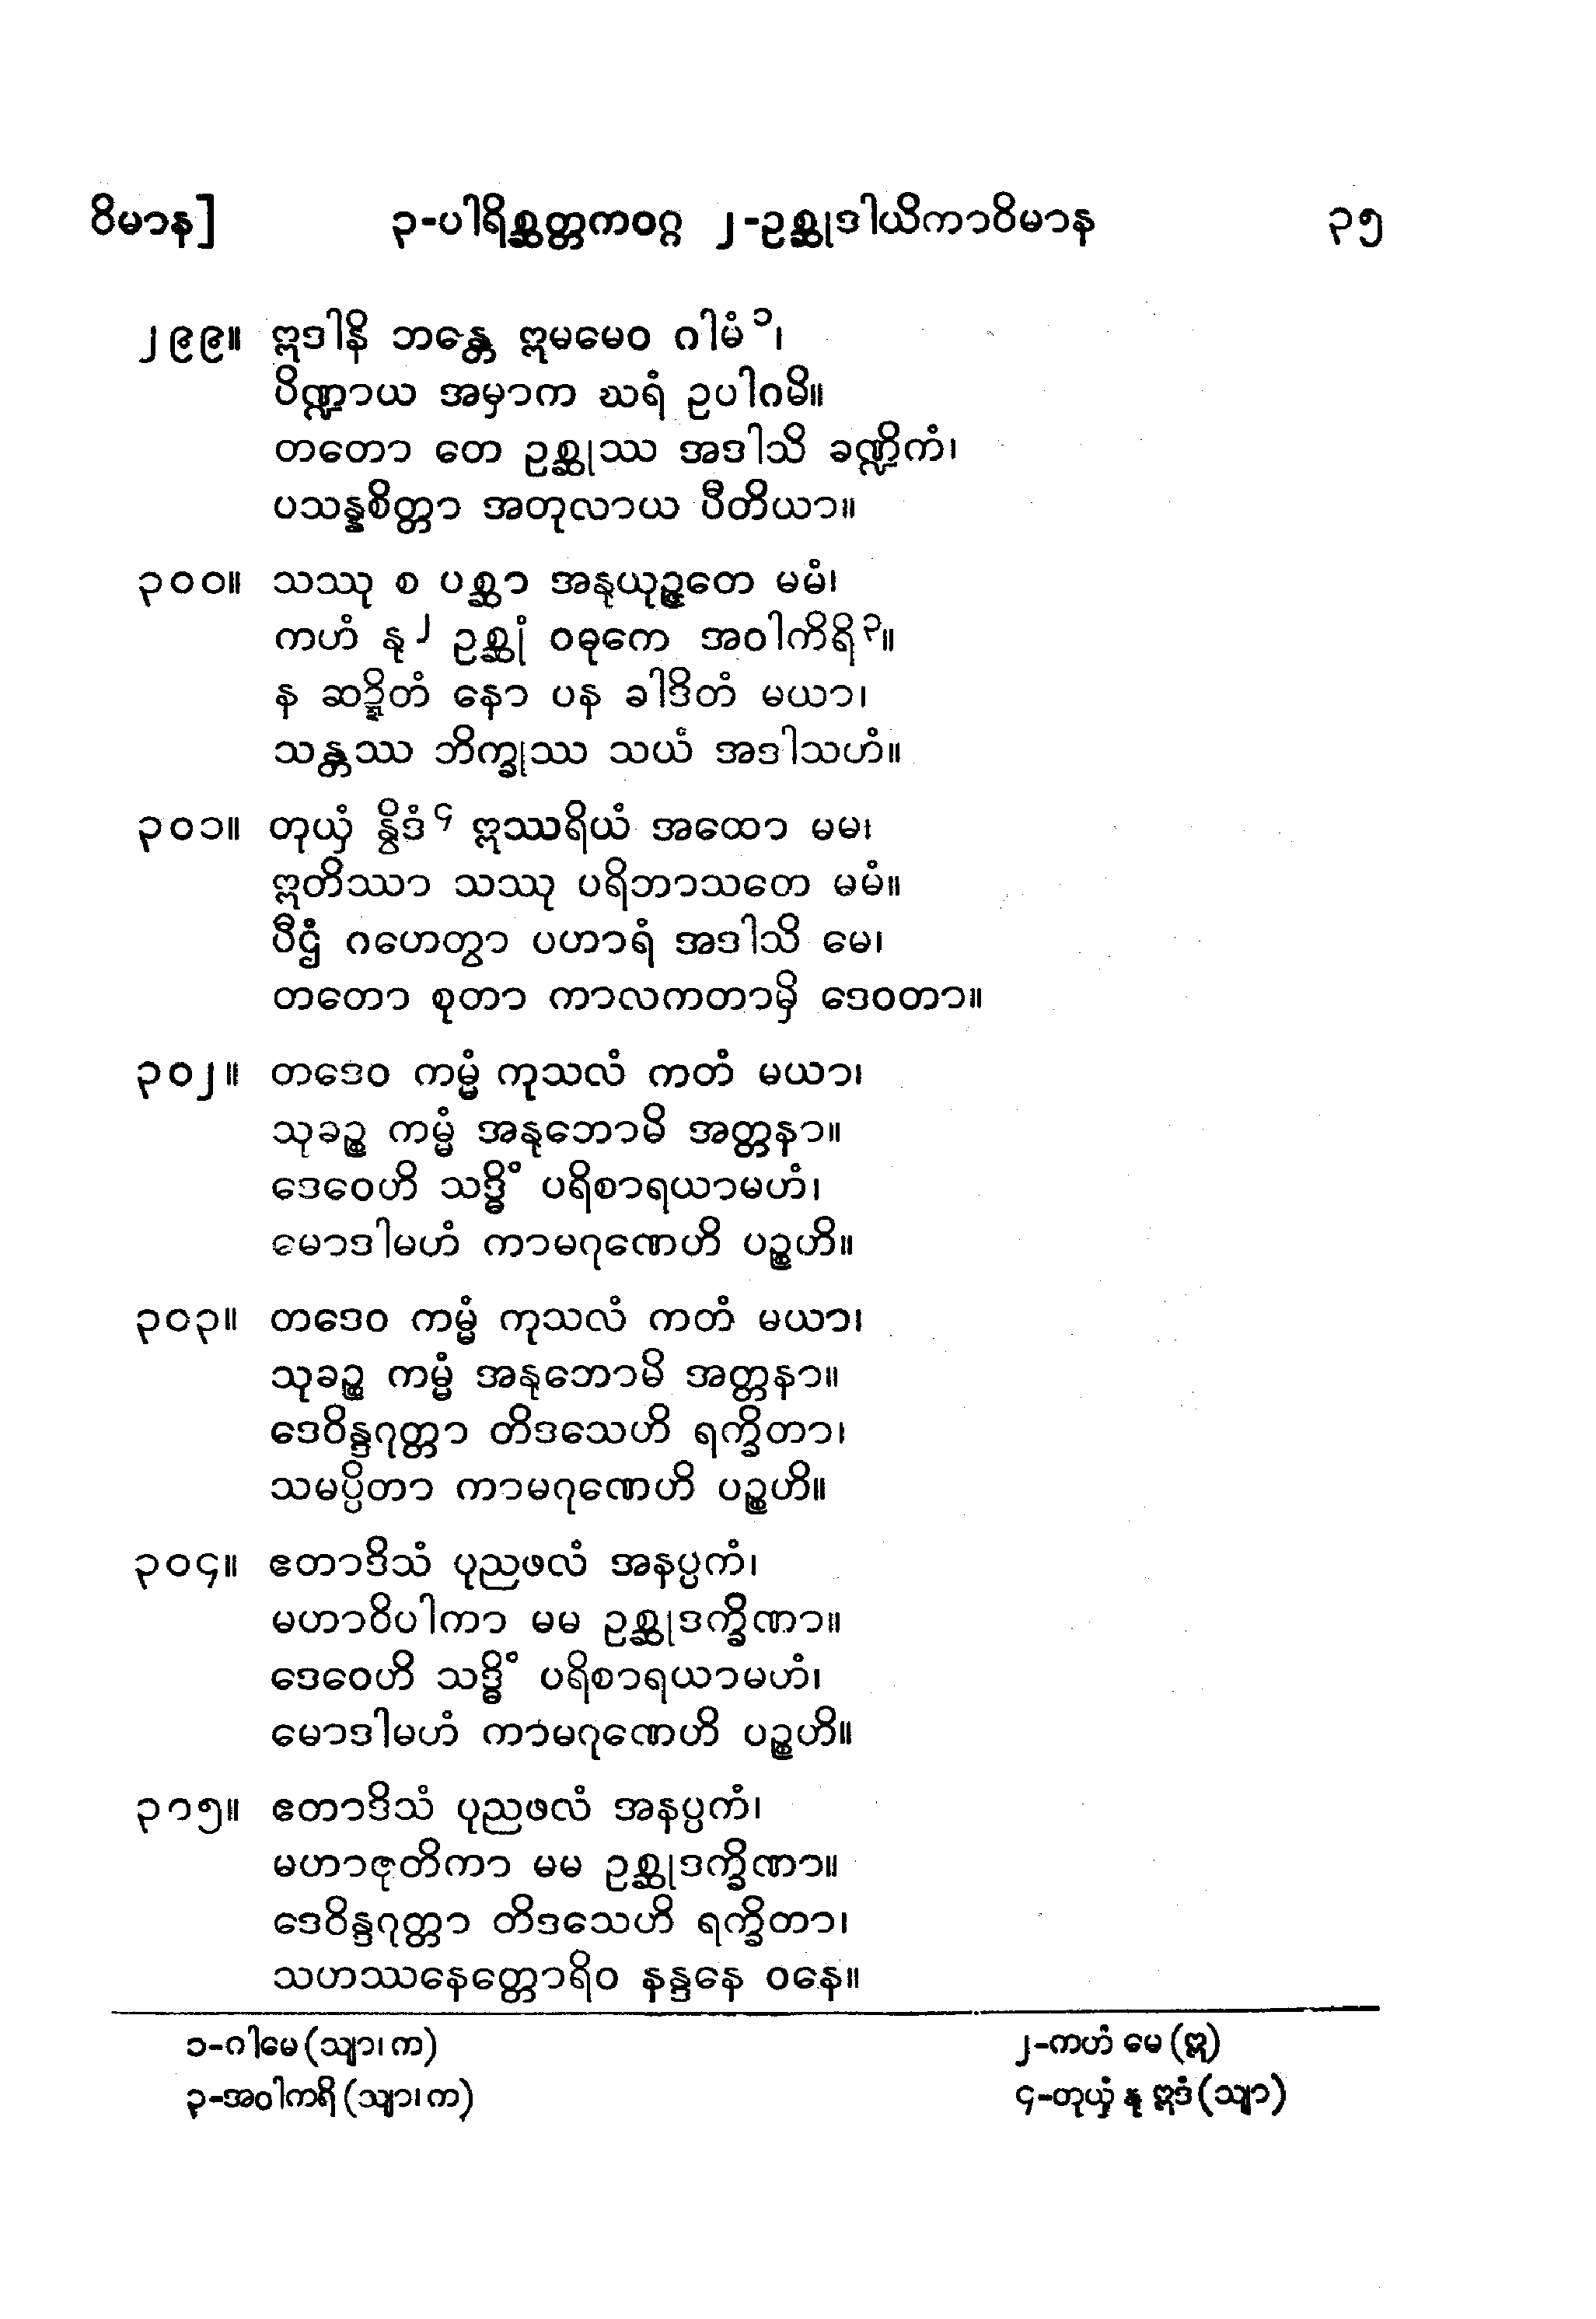 ဝိမာန]
၃-ပါရိစ္ဆတ္တကဝဂ္ဂ ၂-ဥစ္ဆုဒါယိကာဝိမာန
၃၅
၂၉၉။ ဣဒါနိ ဘန္တေ ဣမမေဝ ဂါမံ၁၊
ပိဏ္ဍာယ အမှာက ဃရံ ဥပါဂမိ။
တတော တေ ဥစ္ဆုဿ အဒါသိ ခဏ္ဍိကံ၊
ပသန္နစိတ္တာ အတုလာယ ပီတိယာ။
၃၀၀။ သဿု စ ပစ္ဆာ အနုယုဉ္ဇတေ မမံ၊
ကဟံ နု၂ ဥစ္ဆုံ ဝဓုကေ အဝါကိရိ၃။
န ဆဍ္ဍိတံ နော ပန ခါဒိတံ မယာ၊
သန္တဿ ဘိက္ခုဿ သယံ အဒါသဟံ။
၃၀၁။ တုယှံ နွိဒံ၄ ဣဿရိယံ အထော မမ၊
ဣတိဿာ သဿု ပရိဘာသတေ မမံ။
ပီဌံ ဂဟေတွာ ပဟာရံ အဒါသိ မေ၊
တတော စုတာ ကာလကတာမှိ ဒေဝတာ။
၃၀၂။ တဒေဝ ကမ္မံ ကုသလံ ကတံ မယာ၊
သုခဉ္စ ကမ္မံ အနုဘောမိ အတ္တနာ။
ဒေဝေဟိ သဒ္ဓိံ ပရိစာရယာမဟံ၊
မောဒါမဟံ ကာမဂုဏေဟိ ပဉ္စဟိ။
၃၀၃။ တဒေဝ ကမ္မံ ကုသလံ ကတံ မယာ၊
သုခဉ္စ ကမ္မံ အနုဘောမိ အတ္တနာ။
ဒေဝိန္ဒဂုတ္တာ တိဒသေဟိ ရက္ခိတာ၊
သမပ္ပိတာ ကာမဂုဏေဟိ ပဉ္စဟိ။
၃၀၄။ ဧတာဒိသံ ပုညဖလံ အနပ္ပကံ၊
မဟာဝိပါကာ မမ ဥစ္ဆုဒက္ခိဏာ။
ဒေဝေဟိ သဒ္ဓိံ ပရိစာရယာမဟံ၊
မောဒါမဟံ ကာမဂုဏေဟိ ပဉ္စဟိ။
၃၀၅။ ဧတာဒိသံ ပုညဖလံ အနပ္ပကံ၊
မဟာဇုတိကာ မမ ဥစ္ဆုဒက္ခိဏာ။
ဒေဝိန္ဒဂုတ္တာ တိဒသေဟိ ရက္ခိတာ၊
သဟဿနေတ္တောရိဝ နန္ဒနေ ဝနေ။
၁-ဂါမေ (သျာ၊ က)
၂-ကဟံ မေ (ဣ)
၃-အဝါကရိ (သျာ၊ က)
၄-တုယှံ နု ဣဒံ (သျာ)